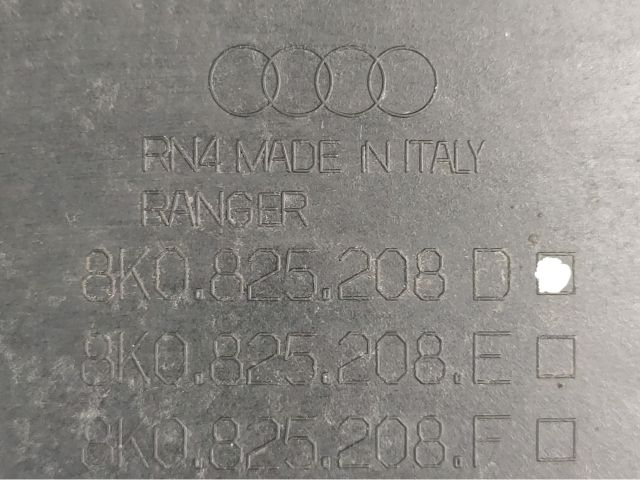 RN4 MADE IN ITALY
RANGER
8K0.825.208 D
8K0.825.208.E
8K0.825.208.F